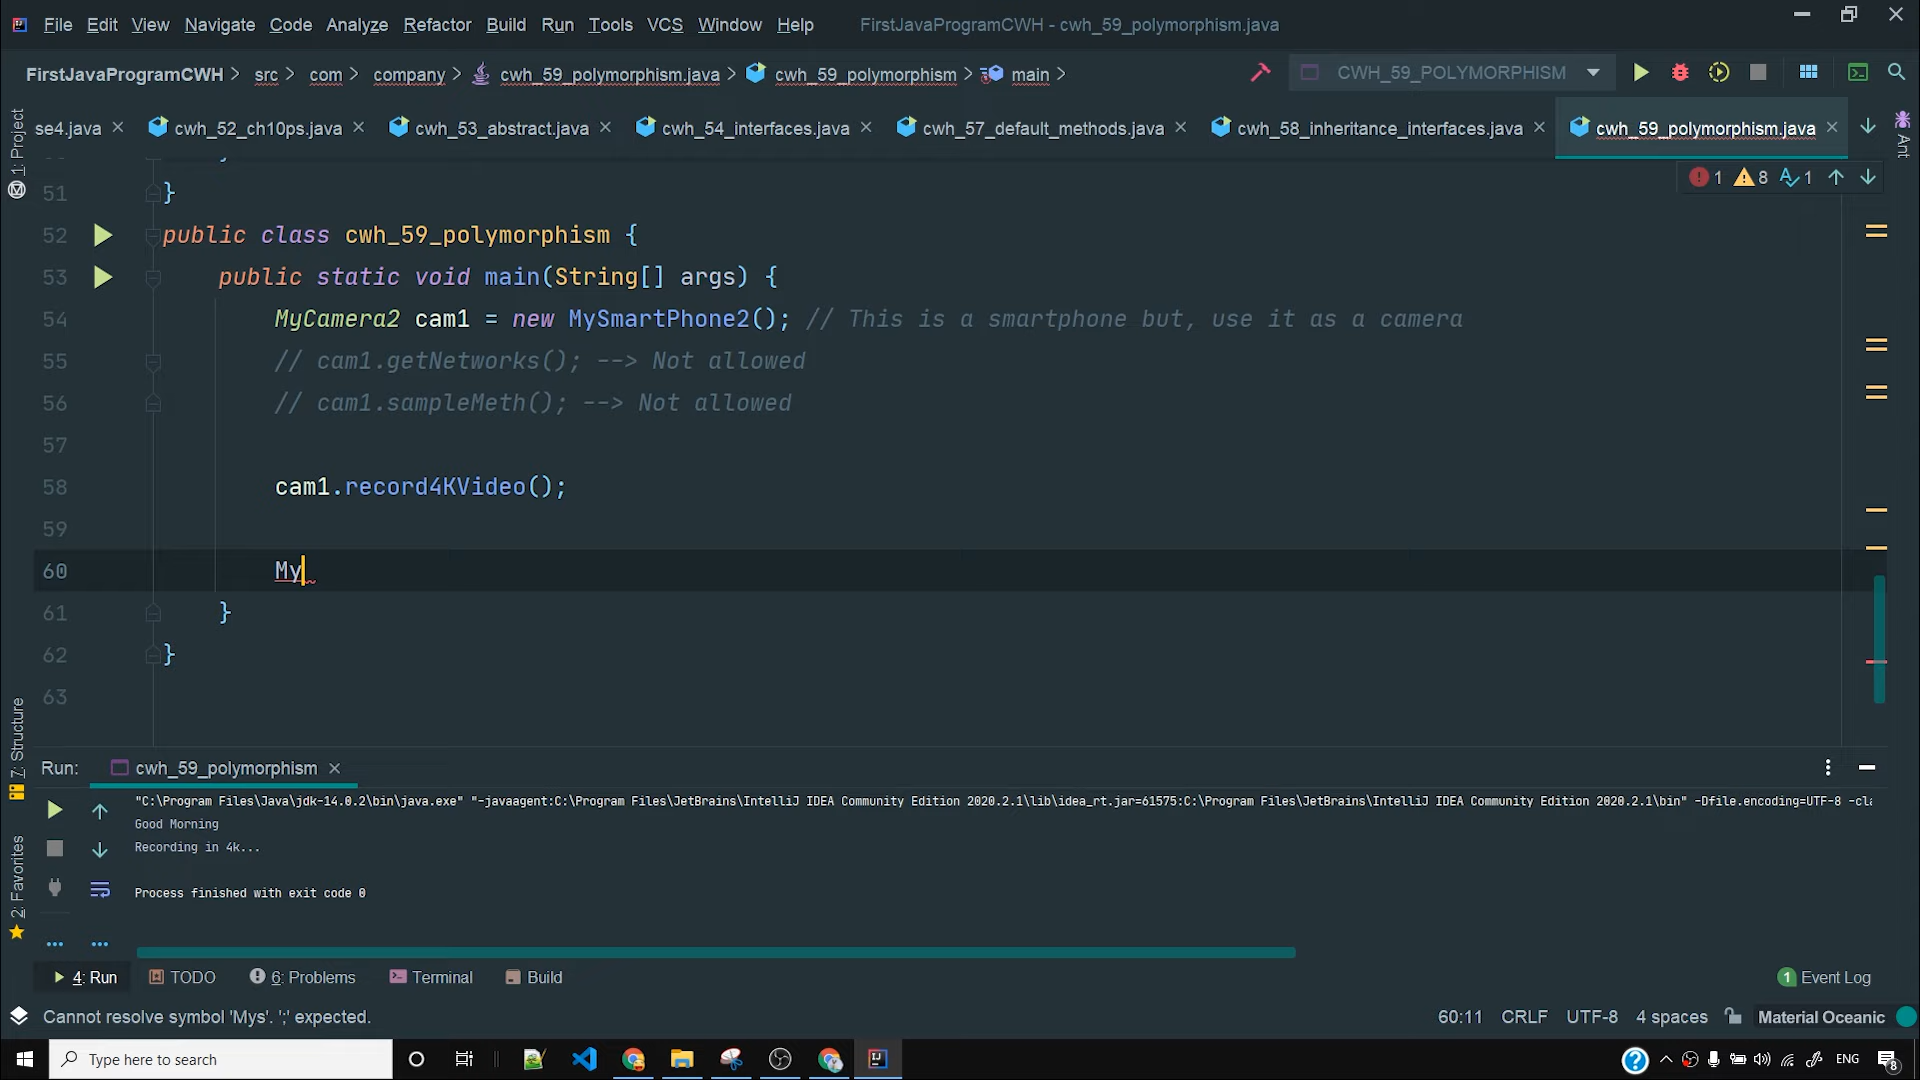 File Edit View Navigate Code Analyze Refactor Build Run Tools VCS Window Help FirstJavaProgramCWH - cwh_59_polymorphism.java
FirstJavaProgramCWH > src > com > company > cwh_59_polymorphism.java > cwh_59_polymorphism > main > CWH_59_POLYMORPHISM
se4.java cwh_52_ch10ps.java cwh_53_abstract.java cwh_54_interfaces.java cwh_57_default_methods.java cwh_58_inheritance_interfaces.java cwh_59_polymorphism.java
1: Project
Ant
1 8 1
51 }
52 public class cwh_59_polymorphism {
53 public static void main(String[] args) {
54 MyCamera2 cam1 = new MySmartPhone2(); // This is a smartphone but, use it as a camera
55 // cam1.getNetworks(); --> Not allowed
56 // cam1.sampleMeth(); --> Not allowed
57
58 cam1.record4KVideo();
59
60 My
61 }
62 }
63
7: Structure
2: Favorites
Run: cwh_59_polymorphism
"C:\Program Files\Java\jdk-14.0.2\bin\java.exe" "-javaagent:C:\Program Files\JetBrains\IntelliJ IDEA Community Edition 2020.2.1\lib\idea_rt.jar=61575:C:\Program Files\JetBrains\IntelliJ IDEA Community Edition 2020.2.1\bin" -Dfile.encoding=UTF-8 -cla
Good Morning
Recording in 4k...
Process finished with exit code 0
4: Run TODO 6: Problems Terminal Build 1 Event Log
Cannot resolve symbol 'Mys'. ';' expected. 60:11 CRLF UTF-8 4 spaces Material Oceanic
Type here to search ENG 8